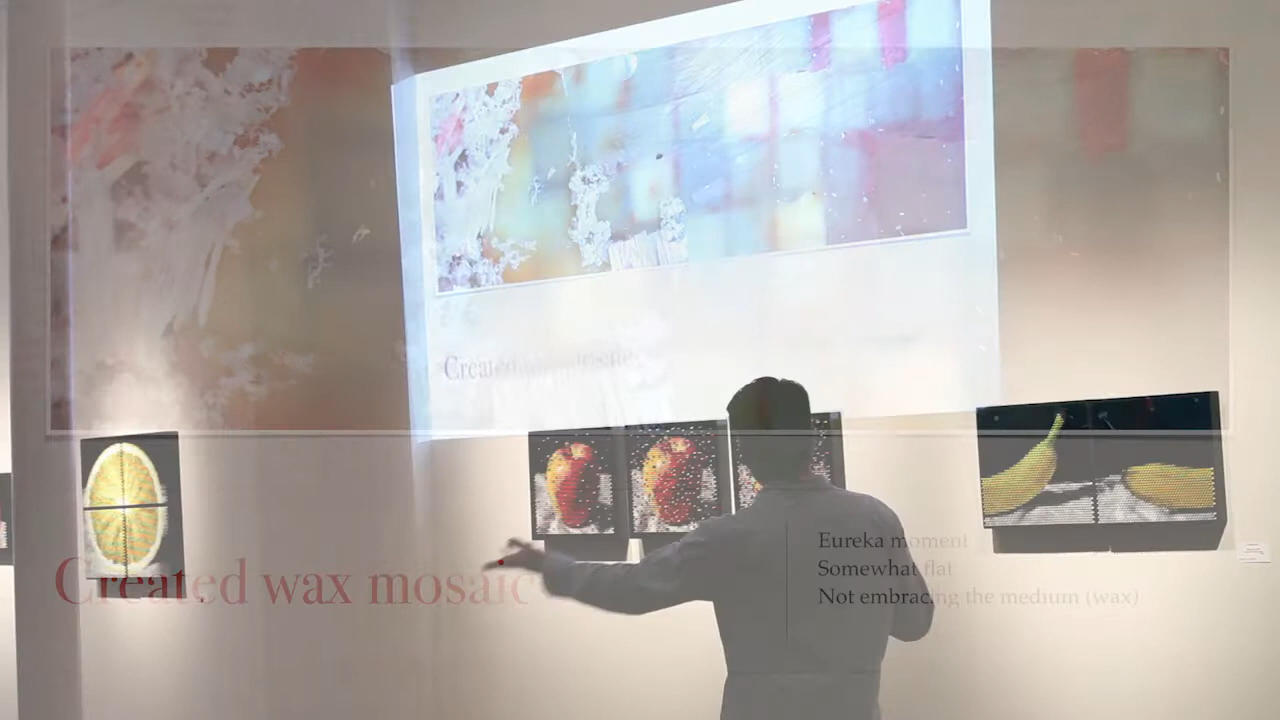 Created wax mosaic
Eureka moment
Somewhat flat
Not embracing the medium (wax)